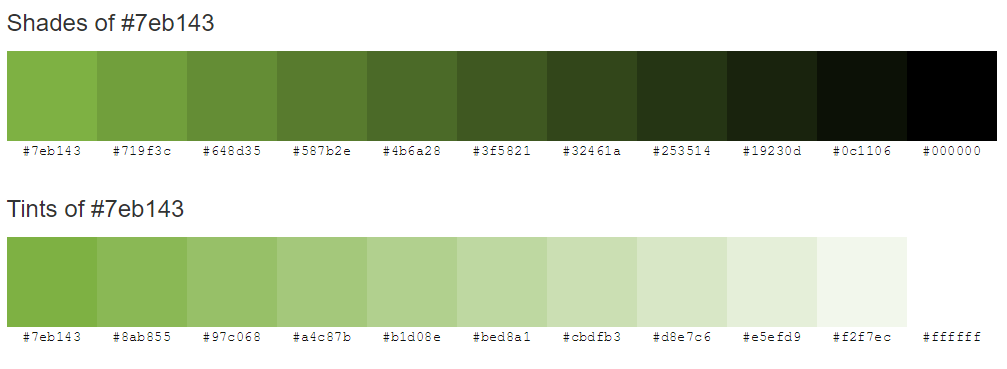 Shades of #7eb143
#7eb143 #719f3c #648d35 #587b2e #4b6a28 #3f5821 #32461a #253514 #19230d #0c1106 #000000
Tints of #7eb143
#7eb143 #8ab855 #97c068 #a4c87b #b1d08e #bed8a1 #cbdfb3 #d8e7c6 #e5efd9 #f2f7ec #ffffff